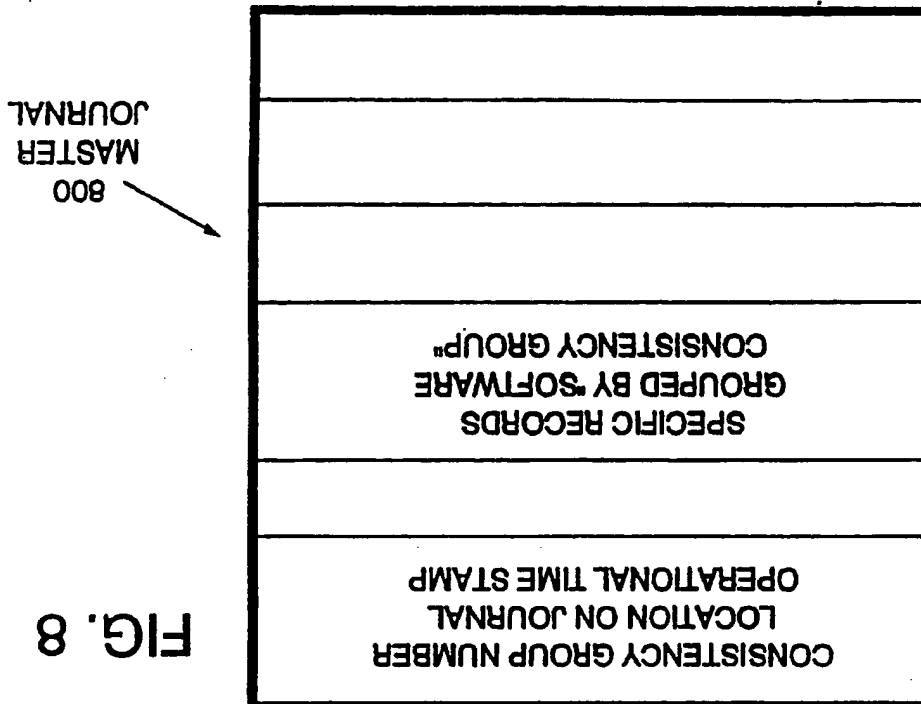 FIG. 8
CONSISTENCY GROUP NUMBER
LOCATION ON JOURNAL
OPERATIONAL TIME STAMP
SPECIFIC RECORDS
GROUPED BY "SOFTWARE
CONSISTENCY GROUP"
800
MASTER
JOURNAL